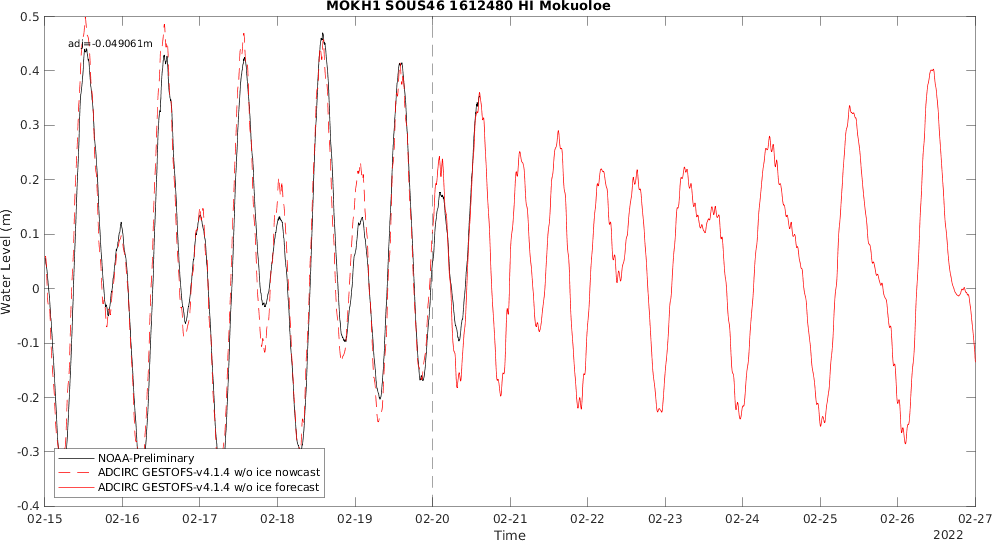 MOKH1 SOUS46 1612480 HI Mokuoloe
adj=-0.049061m
Water Level (m)
0.5
0.4
0.3
0.2
0.1
0
-0.1
-0.2
-0.3
-0.4
NOAA-Preliminary
ADCIRC GESTOFS-v4.1.4 w/o ice nowcast
ADCIRC GESTOFS-v4.1.4 w/o ice forecast
02-15 02-16 02-17 02-18 02-19 02-20 02-21 02-22 02-23 02-24 02-25 02-26 02-27
Time
2022